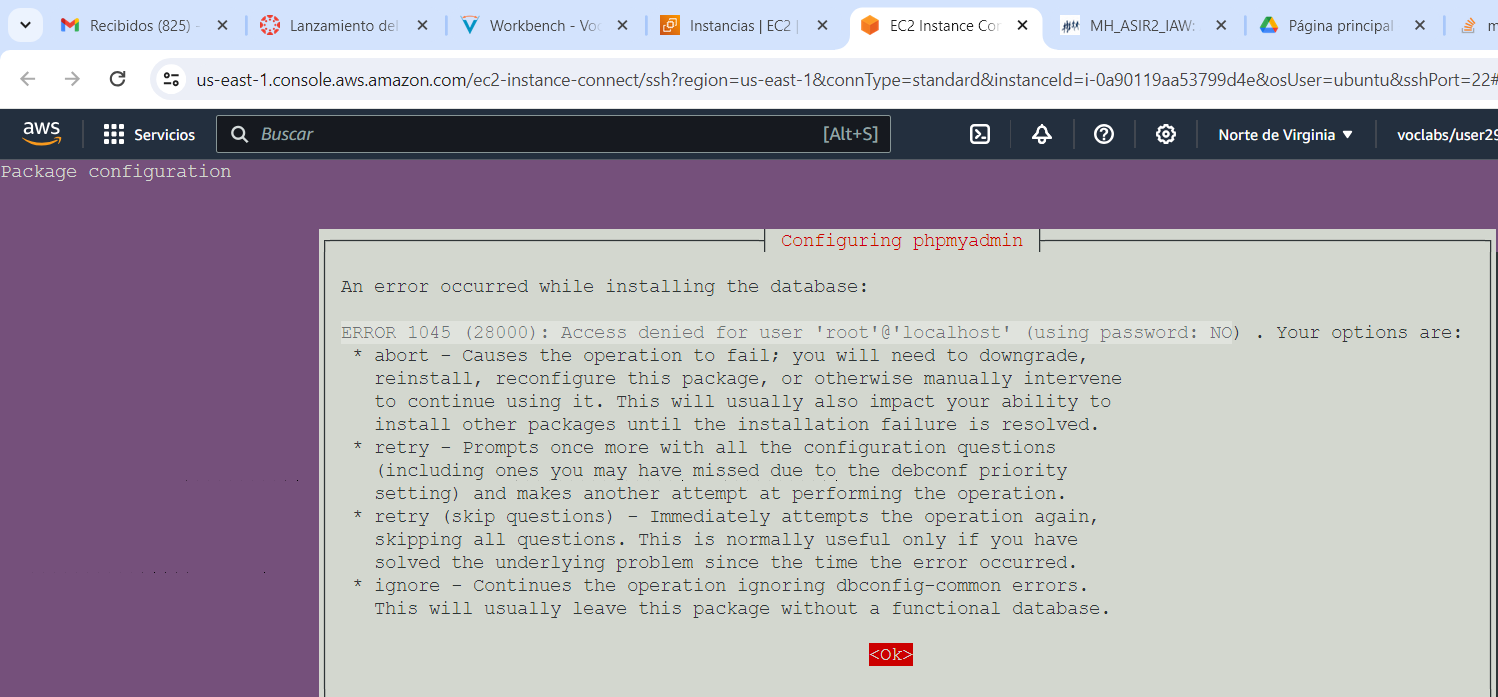 Recibidos (825) -
Lanzamiento del
Workbench - Voc
Instancias | EC2 |
EC2 Instance Con
MH_ASIR2_IAW:
Página principal
m
us-east-1.console.aws.amazon.com/ec2-instance-connect/ssh?region=us-east-1&connType=standard&instanceId=i-0a90119aa53799d4e&osUser=ubuntu&sshPort=22#
aws
Servicios
Buscar
[Alt+S]
Norte de Virginia
voclabs/user29
Package configuration
Configuring phpmyadmin
An error occurred while installing the database:
ERROR 1045 (28000): Access denied for user 'root'@'localhost' (using password: NO) . Your options are:
* abort - Causes the operation to fail; you will need to downgrade,
reinstall, reconfigure this package, or otherwise manually intervene
to continue using it. This will usually also impact your ability to
install other packages until the installation failure is resolved.
* retry - Prompts once more with all the configuration questions
(including ones you may have missed due to the debconf priority
setting) and makes another attempt at performing the operation.
* retry (skip questions) - Immediately attempts the operation again,
skipping all questions. This is normally useful only if you have
solved the underlying problem since the time the error occurred.
* ignore - Continues the operation ignoring dbconfig-common errors.
This will usually leave this package without a functional database.
<Ok>